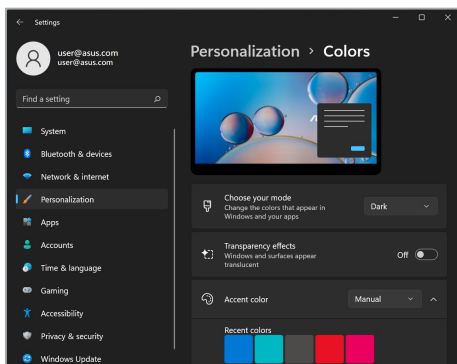 Settings
user@asus.com
user@asus.com
Find a setting
System
Bluetooth & devices
Network & internet
Personalization
Apps
Accounts
Time & language
Gaming
Accessibility
Privacy & security
Windows Update
Personalization > Colors
Choose your mode
Change the colors that appear in
Windows and your apps
Dark
Transparency effects
Windows and surfaces appear
translucent
Off
Accent color
Manual
Recent colors